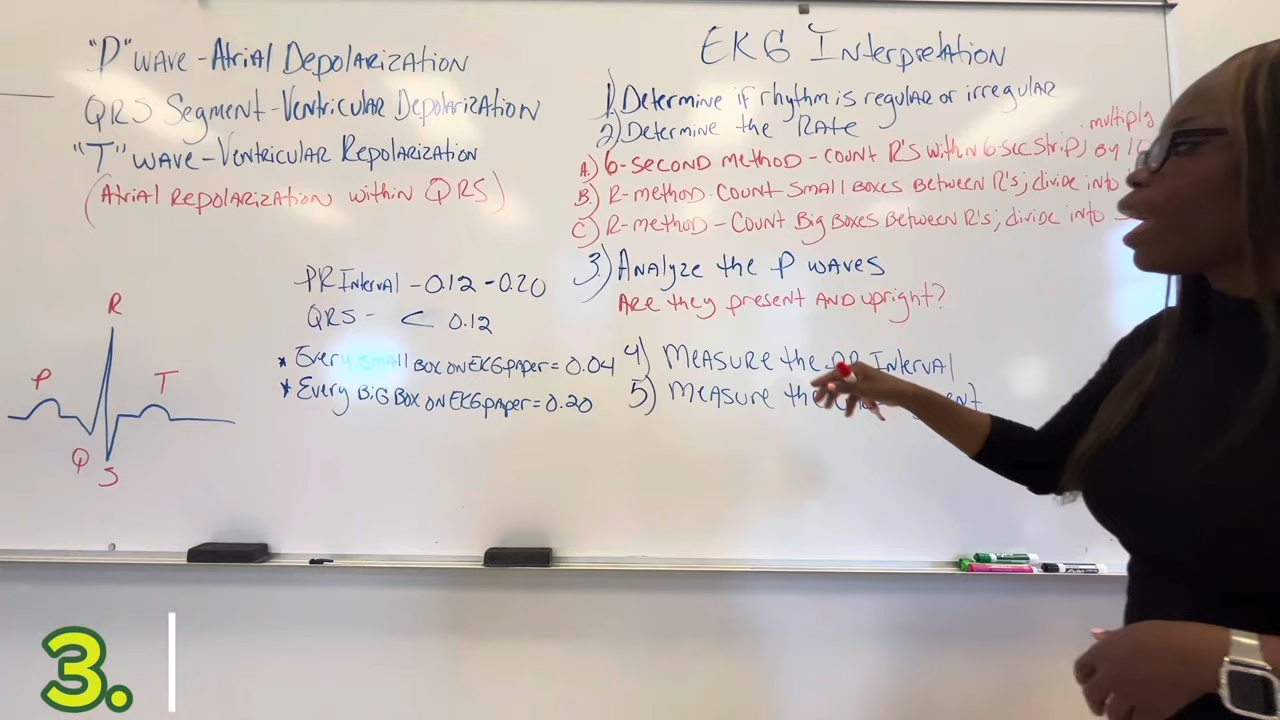 "P" wave - Atrial Depolarization
QRS Segment - Ventricular Depolarization
"T" wave - Ventricular Repolarization
(Atrial Repolarization within QRS)
PR Interval - 0.12 - 0.20
QRS - < 0.12
* Every small box on EKG paper = 0.04
* Every Big Box on EKG paper = 0.20
R
P
T
Q
S
EKG Interpretation
1.) Determine if rhythm is regular or irregular
2) Determine the Rate
A.) 6-second method - count R's within 6-sec strip; multiply by
B.) R-method - Count small boxes between R's; divide into
C.) R-method - Count Big Boxes between R's; divide into
3.) Analyze the P waves
Are they present and upright?
4) Measure the PR Interval
5) Measure the
3.